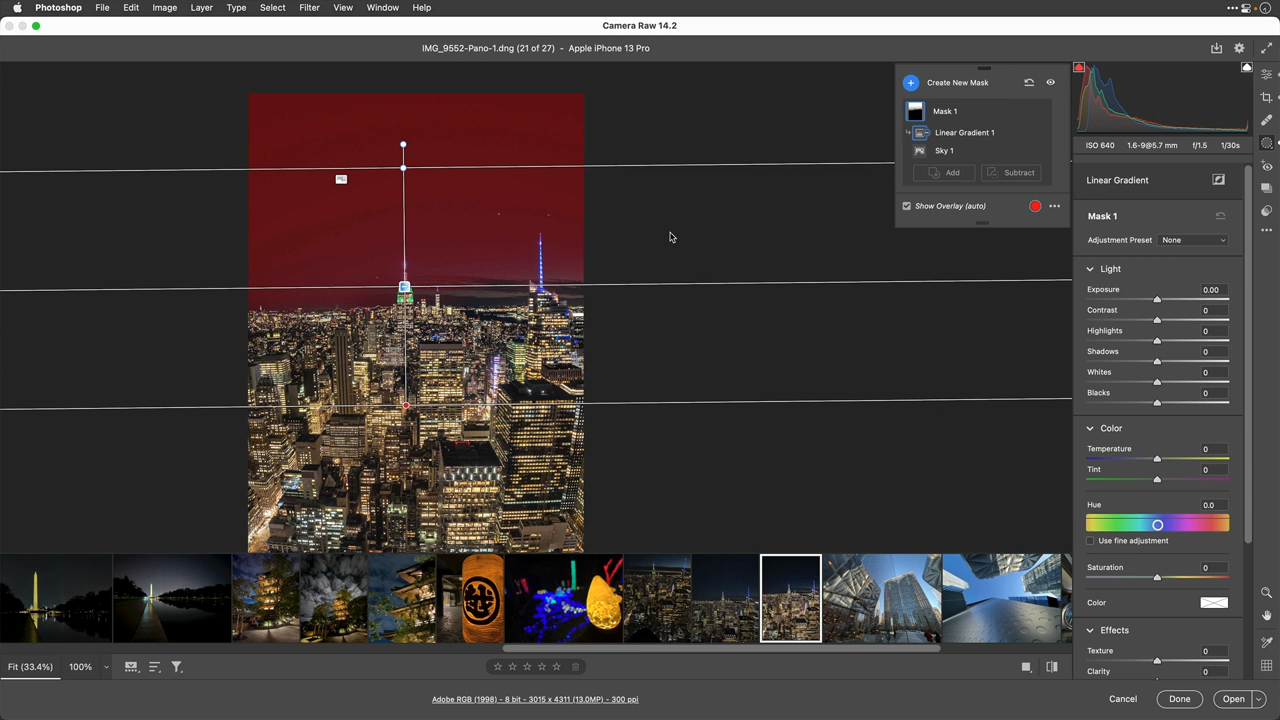 Photoshop File Edit Image Layer Type Select Filter View Window Help
Camera Raw 14.2
IMG_9552-Pano-1.dng (21 of 27) - Apple iPhone 13 Pro
Create New Mask
Mask 1
Linear Gradient 1
Sky 1
Add Subtract
Show Overlay (auto)
ISO 640 1.6-9@5.7 mm f/1.5 1/30s
Linear Gradient
Mask 1
Adjustment Preset None
Light
Exposure 0.00
Contrast 0
Highlights 0
Shadows 0
Whites 0
Blacks 0
Color
Temperature 0
Tint 0
Hue 0.0
Use fine adjustment
Saturation 0
Color
Effects
Texture 0
Clarity 0
Fit (33.4%) 100%
Adobe RGB (1998) - 8 bit - 3015 x 4311 (13.0MP) - 300 ppi
Cancel Done Open